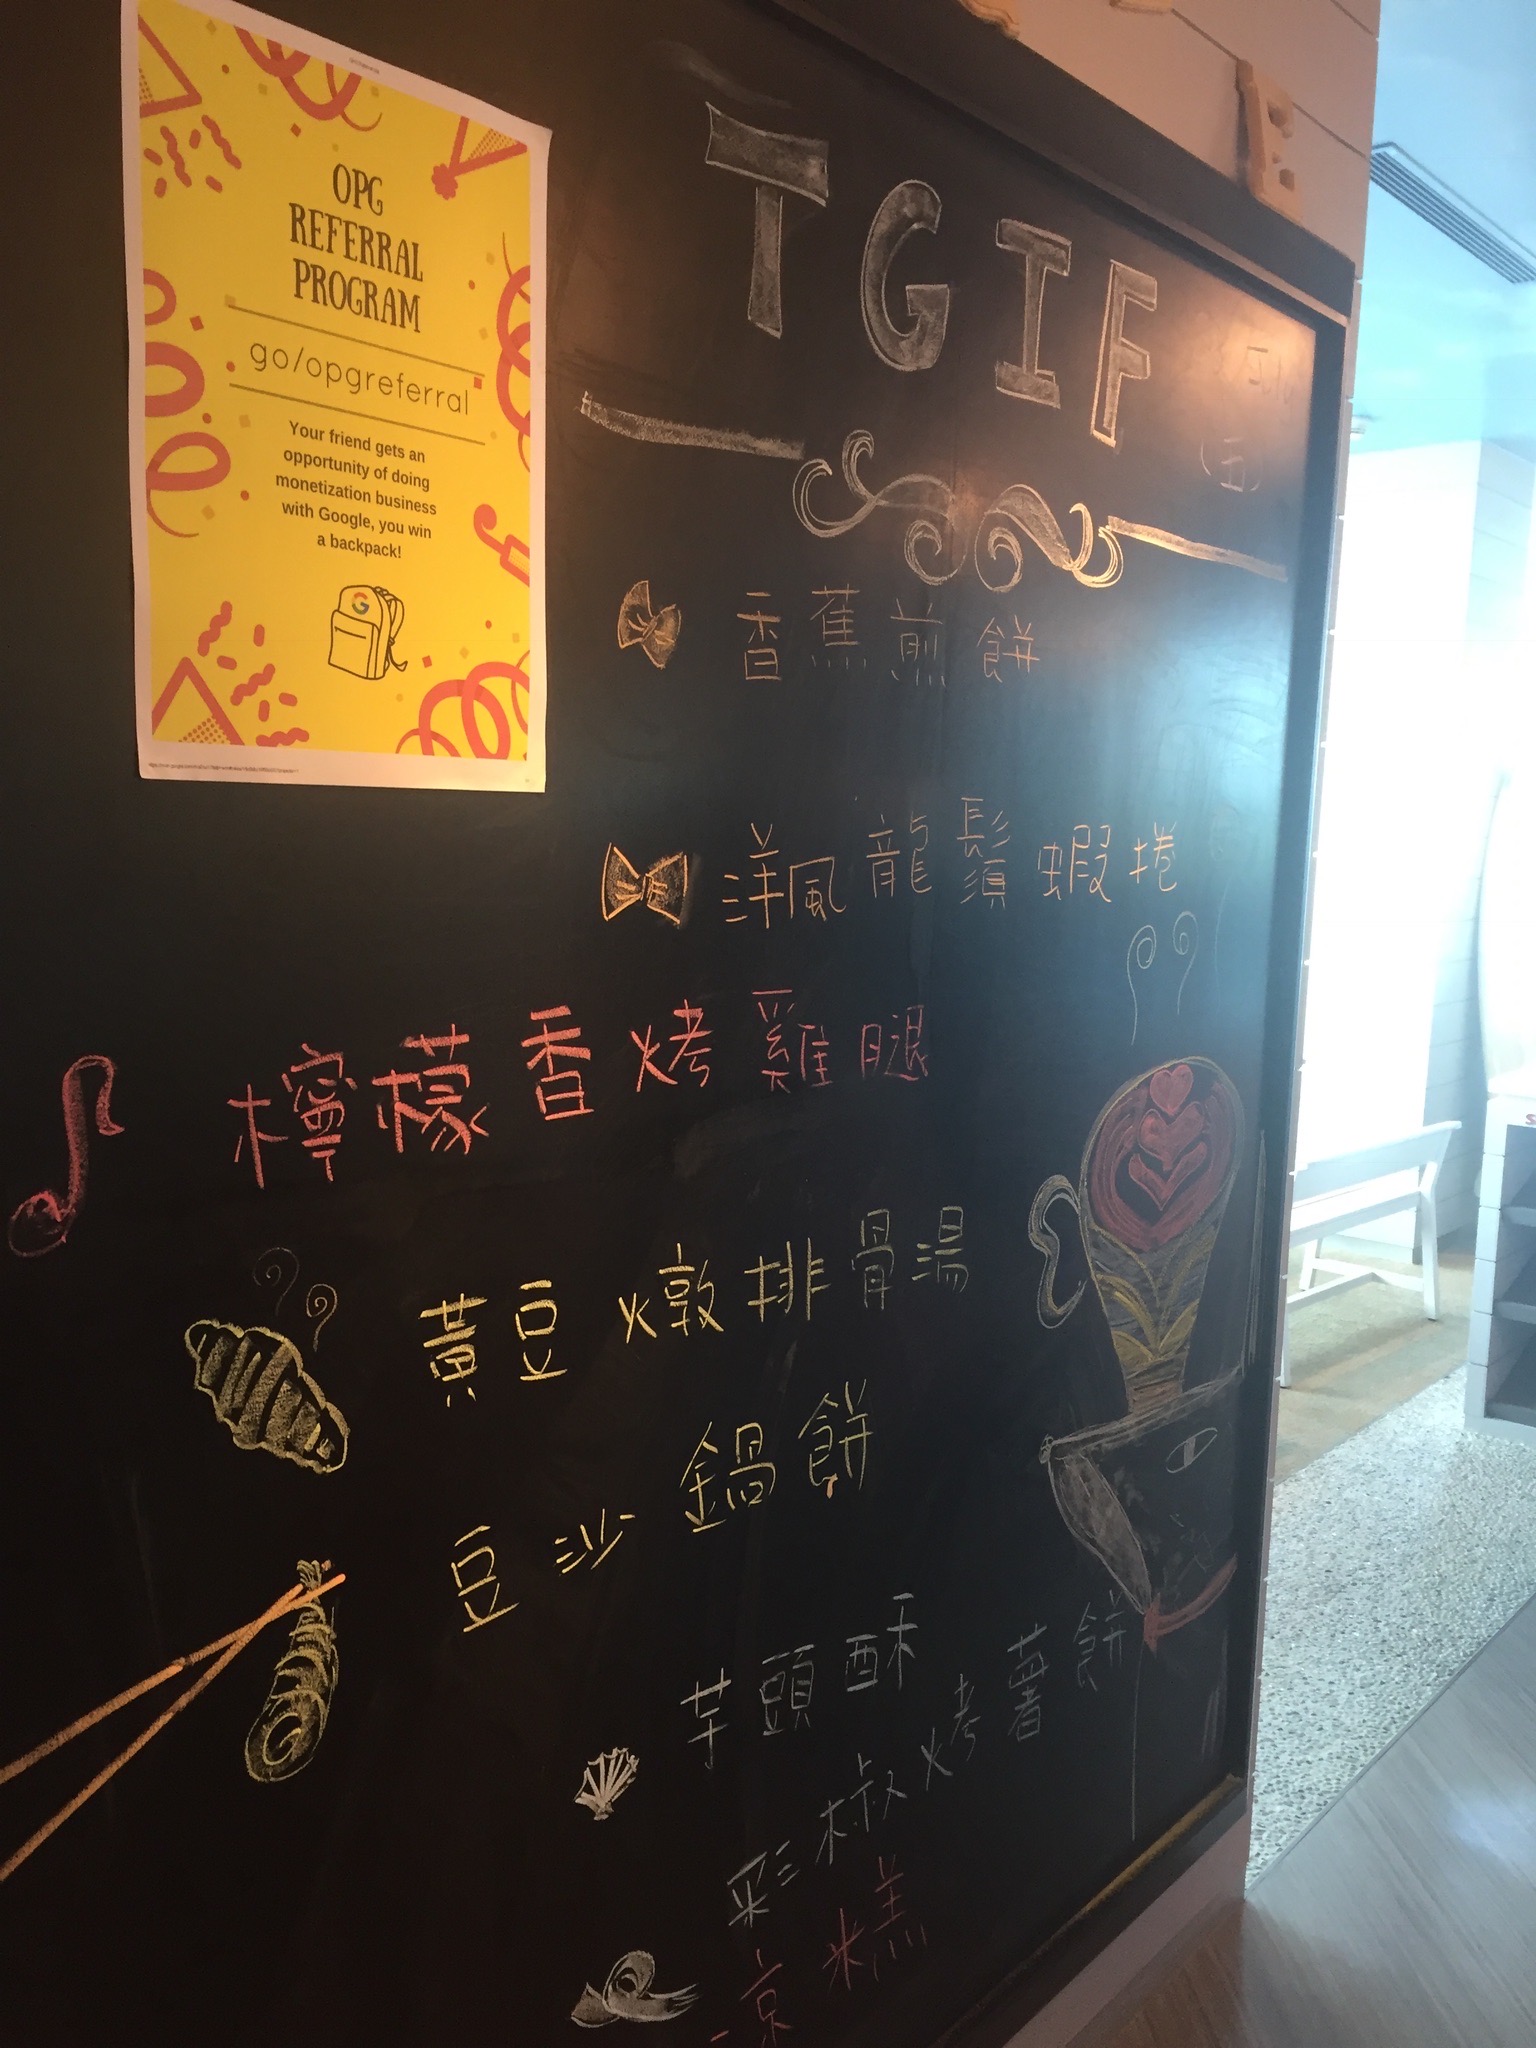 OPG
REFERRAL
PROGRAM
go/opgreferral
Your friend gets an
opportunity of doing
monetization business
with Google, you win
a backpack!
G
TGIF
(五)
香蕉煎餅
洋風龍鬚蝦捲
檸檬香烤雞腿
黃豆燉排骨湯
豆沙鍋餅
芋頭酥
彩椒烤薯餅
涼糕